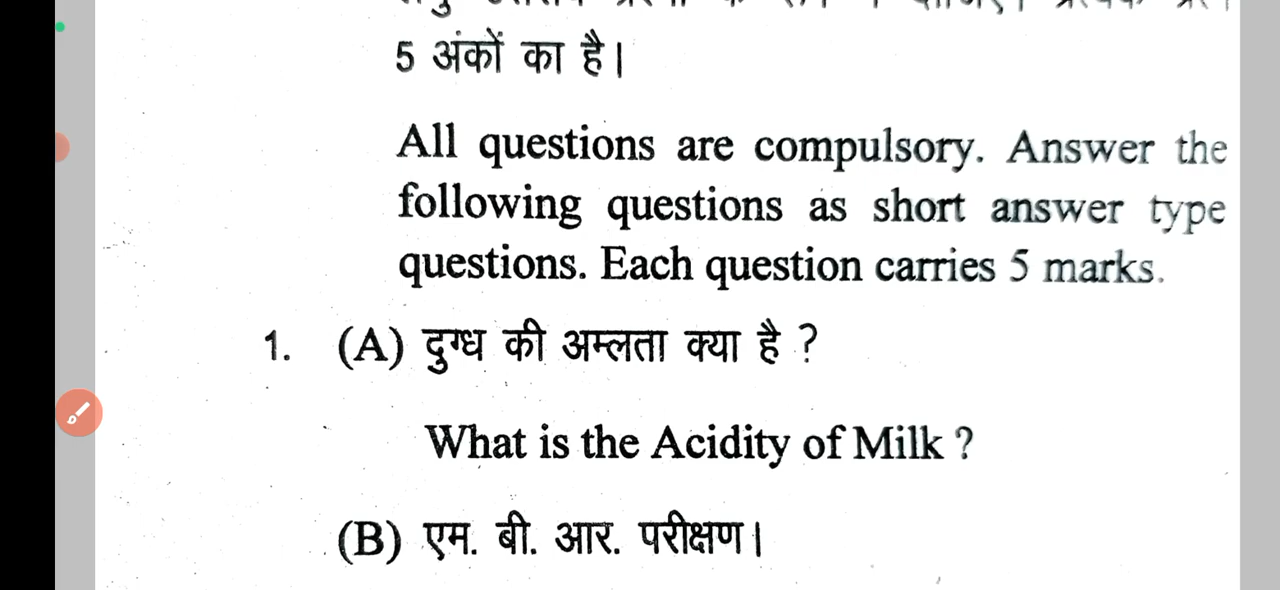 5 अंकों का है।
All questions are compulsory. Answer the
following questions as short answer type
questions. Each question carries 5 marks.
1. (A) दुग्ध की अम्लता क्या है ?
What is the Acidity of Milk ?
(B) एम. बी. आर. परीक्षण।